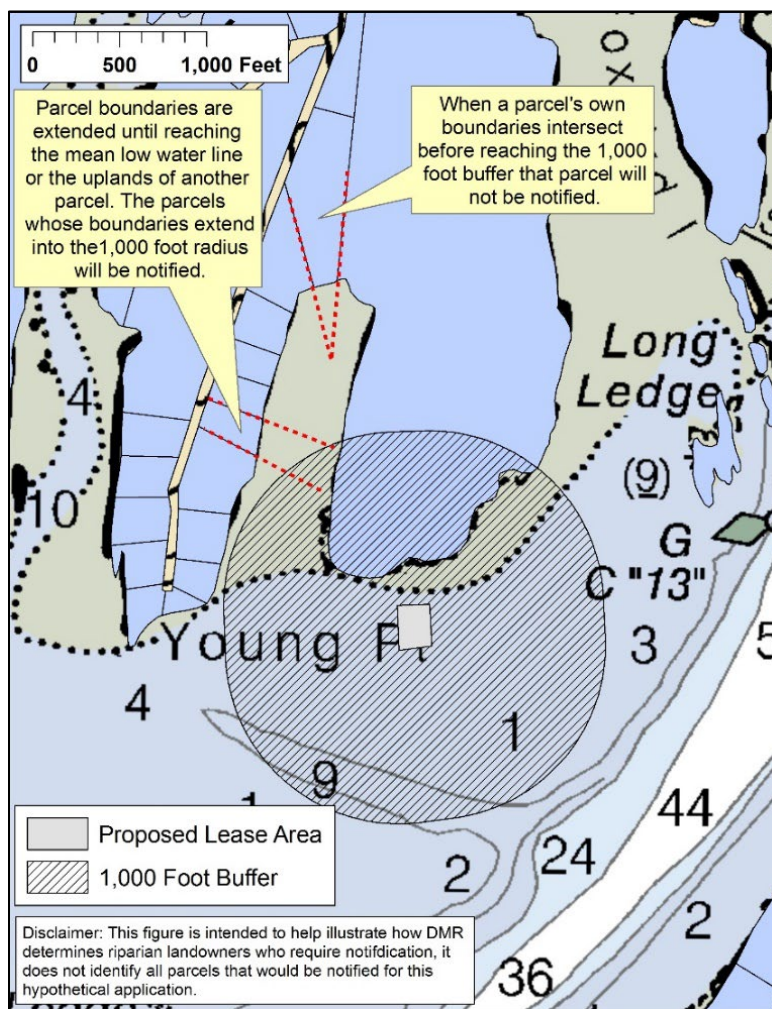 0 500 1,000 Feet
Parcel boundaries are
extended until reaching
the mean low water line
or the uplands of another
parcel. The parcels
whose boundaries extend
into the1,000 foot radius
will be notified.
When a parcel's own
boundaries intersect
before reaching the 1,000
foot buffer that parcel will
not be notified.
Long
Ledge
4
10
(9)
G
C "13"
Young Pt
3
5
4
1
9
44
2
24
2
36
Proposed Lease Area
1,000 Foot Buffer
Disclaimer: This figure is intended to help illustrate how DMR
determines riparian landowners who require notifdication, it
does not identify all parcels that would be notified for this
hypothetical application.